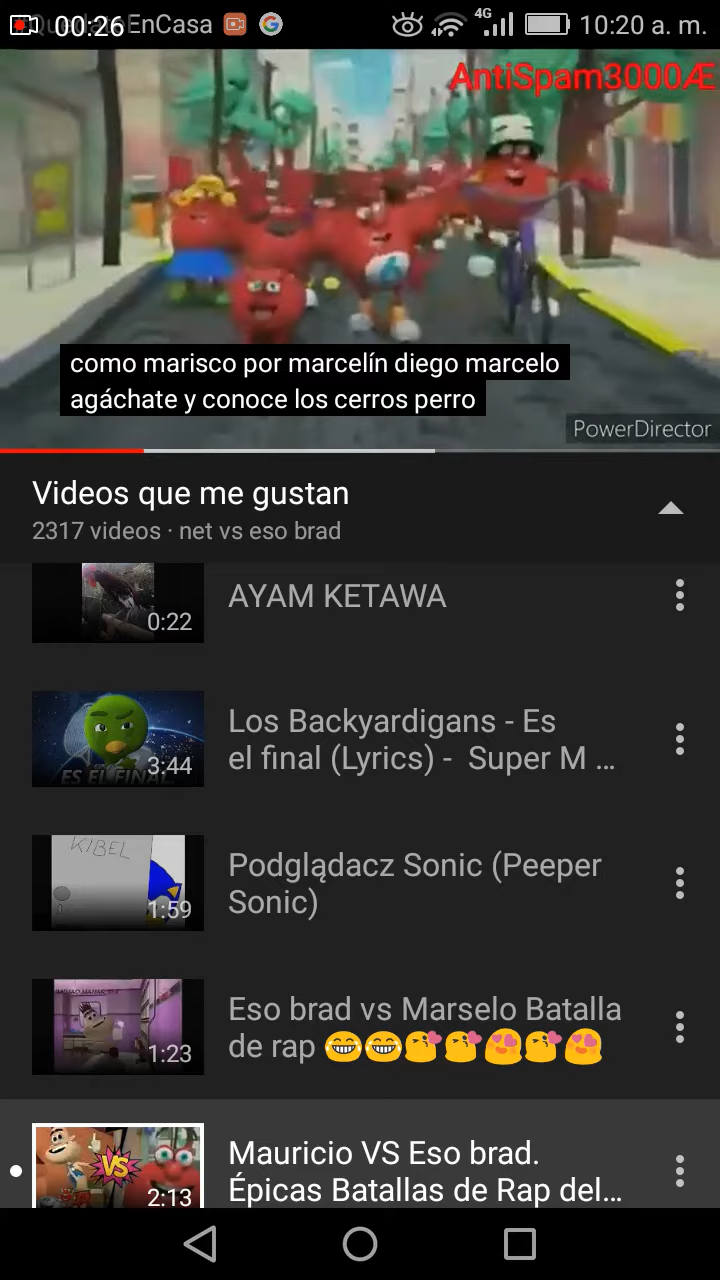 00:26
EnCasa
4G
10:20 a. m.
AntiSpam3000Æ
como marisco por marcelín diego marcelo
agáchate y conoce los cerros perro
PowerDirector
Videos que me gustan
2317 videos · net vs eso brad
0:22
AYAM KETAWA
ES EL FINAL
3:44
Los Backyardigans - Es
el final (Lyrics) - Super M ...
KIBEL
1:59
Podglądacz Sonic (Peeper
Sonic)
1:23
Eso brad vs Marselo Batalla
de rap 😂😂😘😘😍😘😍
VS
2:13
Mauricio VS Eso brad.
Épicas Batallas de Rap del...